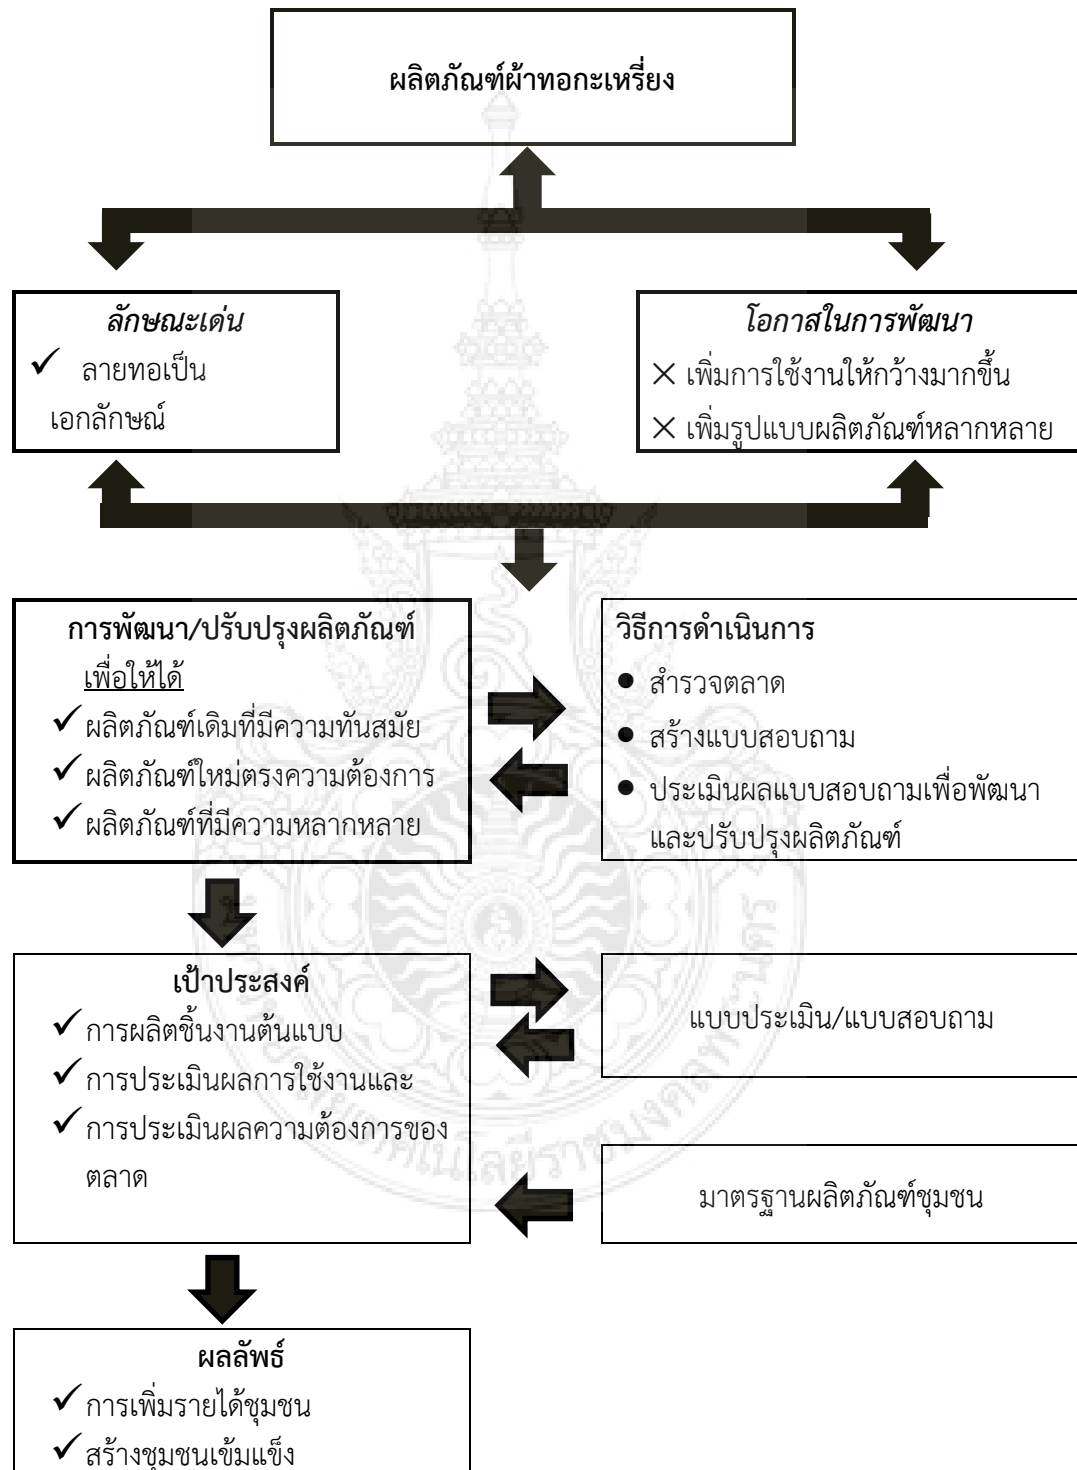 ผลิตภัณฑ์ผ้าทอกะเหรี่ยง
ลักษณะเด่น
✓ ลายทอเป็น
เอกลักษณ์
โอกาสในการพัฒนา
× เพิ่มการใช้งานให้กว้างมากขึ้น
× เพิ่มรูปแบบผลิตภัณฑ์หลากหลาย
การพัฒนา/ปรับปรุงผลิตภัณฑ์
เพื่อให้ได้
✓ ผลิตภัณฑ์เดิมที่มีความทันสมัย
✓ ผลิตภัณฑ์ใหม่ตรงความต้องการ
✓ ผลิตภัณฑ์ที่มีความหลากหลาย
วิธีการดำเนินการ
● สำรวจตลาด
● สร้างแบบสอบถาม
● ประเมินผลแบบสอบถามเพื่อพัฒนา
และปรับปรุงผลิตภัณฑ์
เป้าประสงค์
✓ การผลิตชิ้นงานต้นแบบ
✓ การประเมินผลการใช้งานและ
✓ การประเมินผลความต้องการของ
ตลาด
แบบประเมิน/แบบสอบถาม
มาตรฐานผลิตภัณฑ์ชุมชน
ผลลัพธ์
✓ การเพิ่มรายได้ชุมชน
✓ สร้างชุมชนเข้มแข็ง